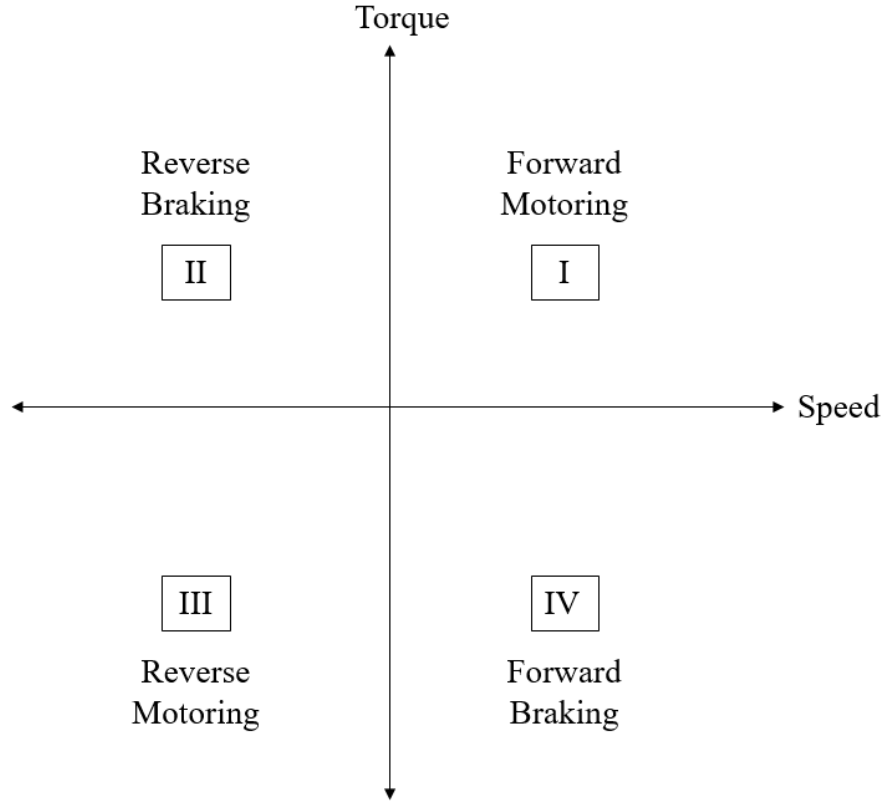 Torque
Reverse
Braking
II
Forward
Motoring
I
Speed
III
Reverse
Motoring
IV
Forward
Braking